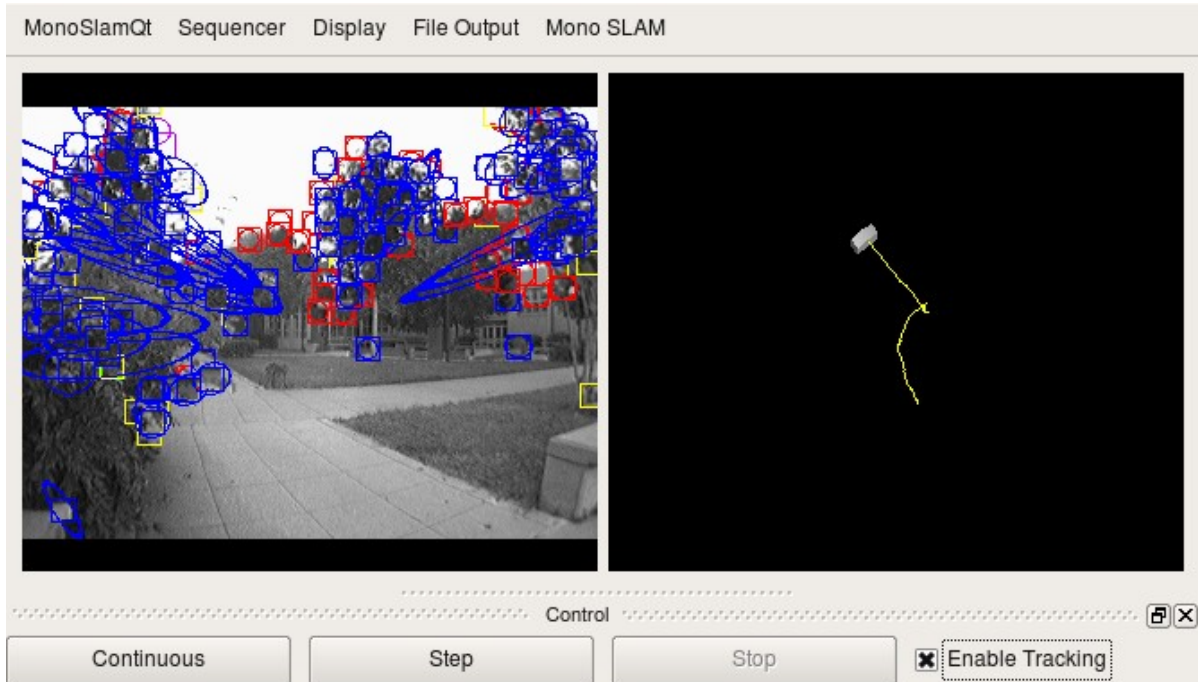 MonoSlamQt Sequencer Display File Output Mono SLAM
Control
Continuous Step Stop Enable Tracking